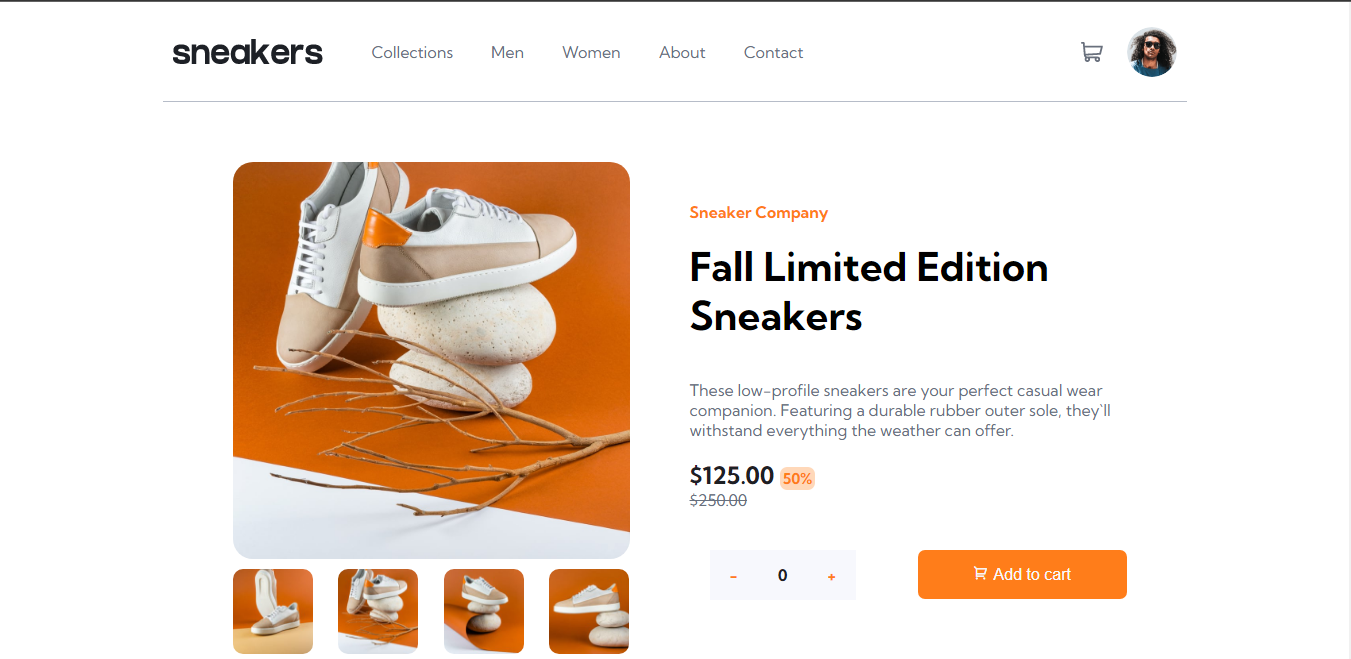 sneakers Collections Men Women About Contact
Sneaker Company
Fall Limited Edition
Sneakers
These low-profile sneakers are your perfect casual wear
companion. Featuring a durable rubber outer sole, they`ll
withstand everything the weather can offer.
$125.00 50%
$250.00
- 0 + Add to cart